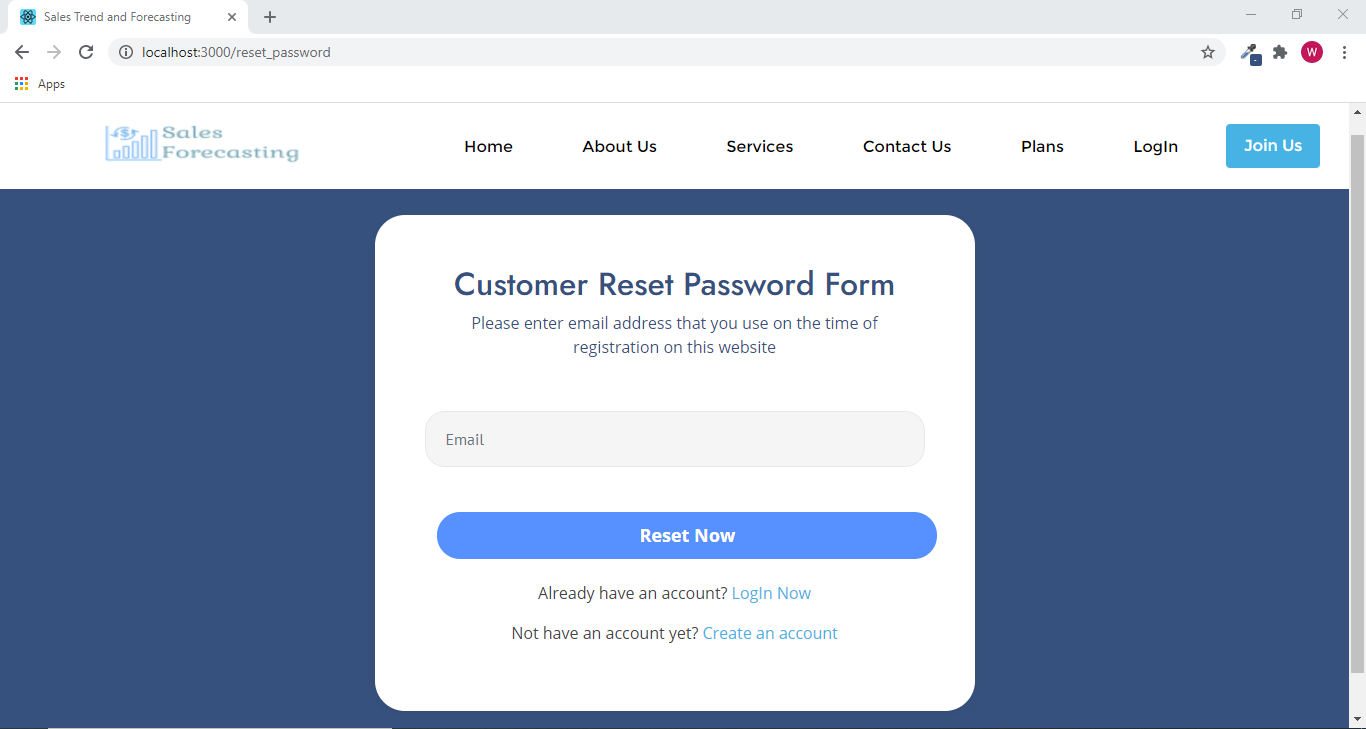 Sales Trend and Forecasting
localhost:3000/reset_password
W
Apps
Sales
Forecasting
Home
About Us
Services
Contact Us
Plans
LogIn
Join Us
Customer Reset Password Form
Please enter email address that you use on the time of
registration on this website
Email
Reset Now
Already have an account? LogIn Now
Not have an account yet? Create an account